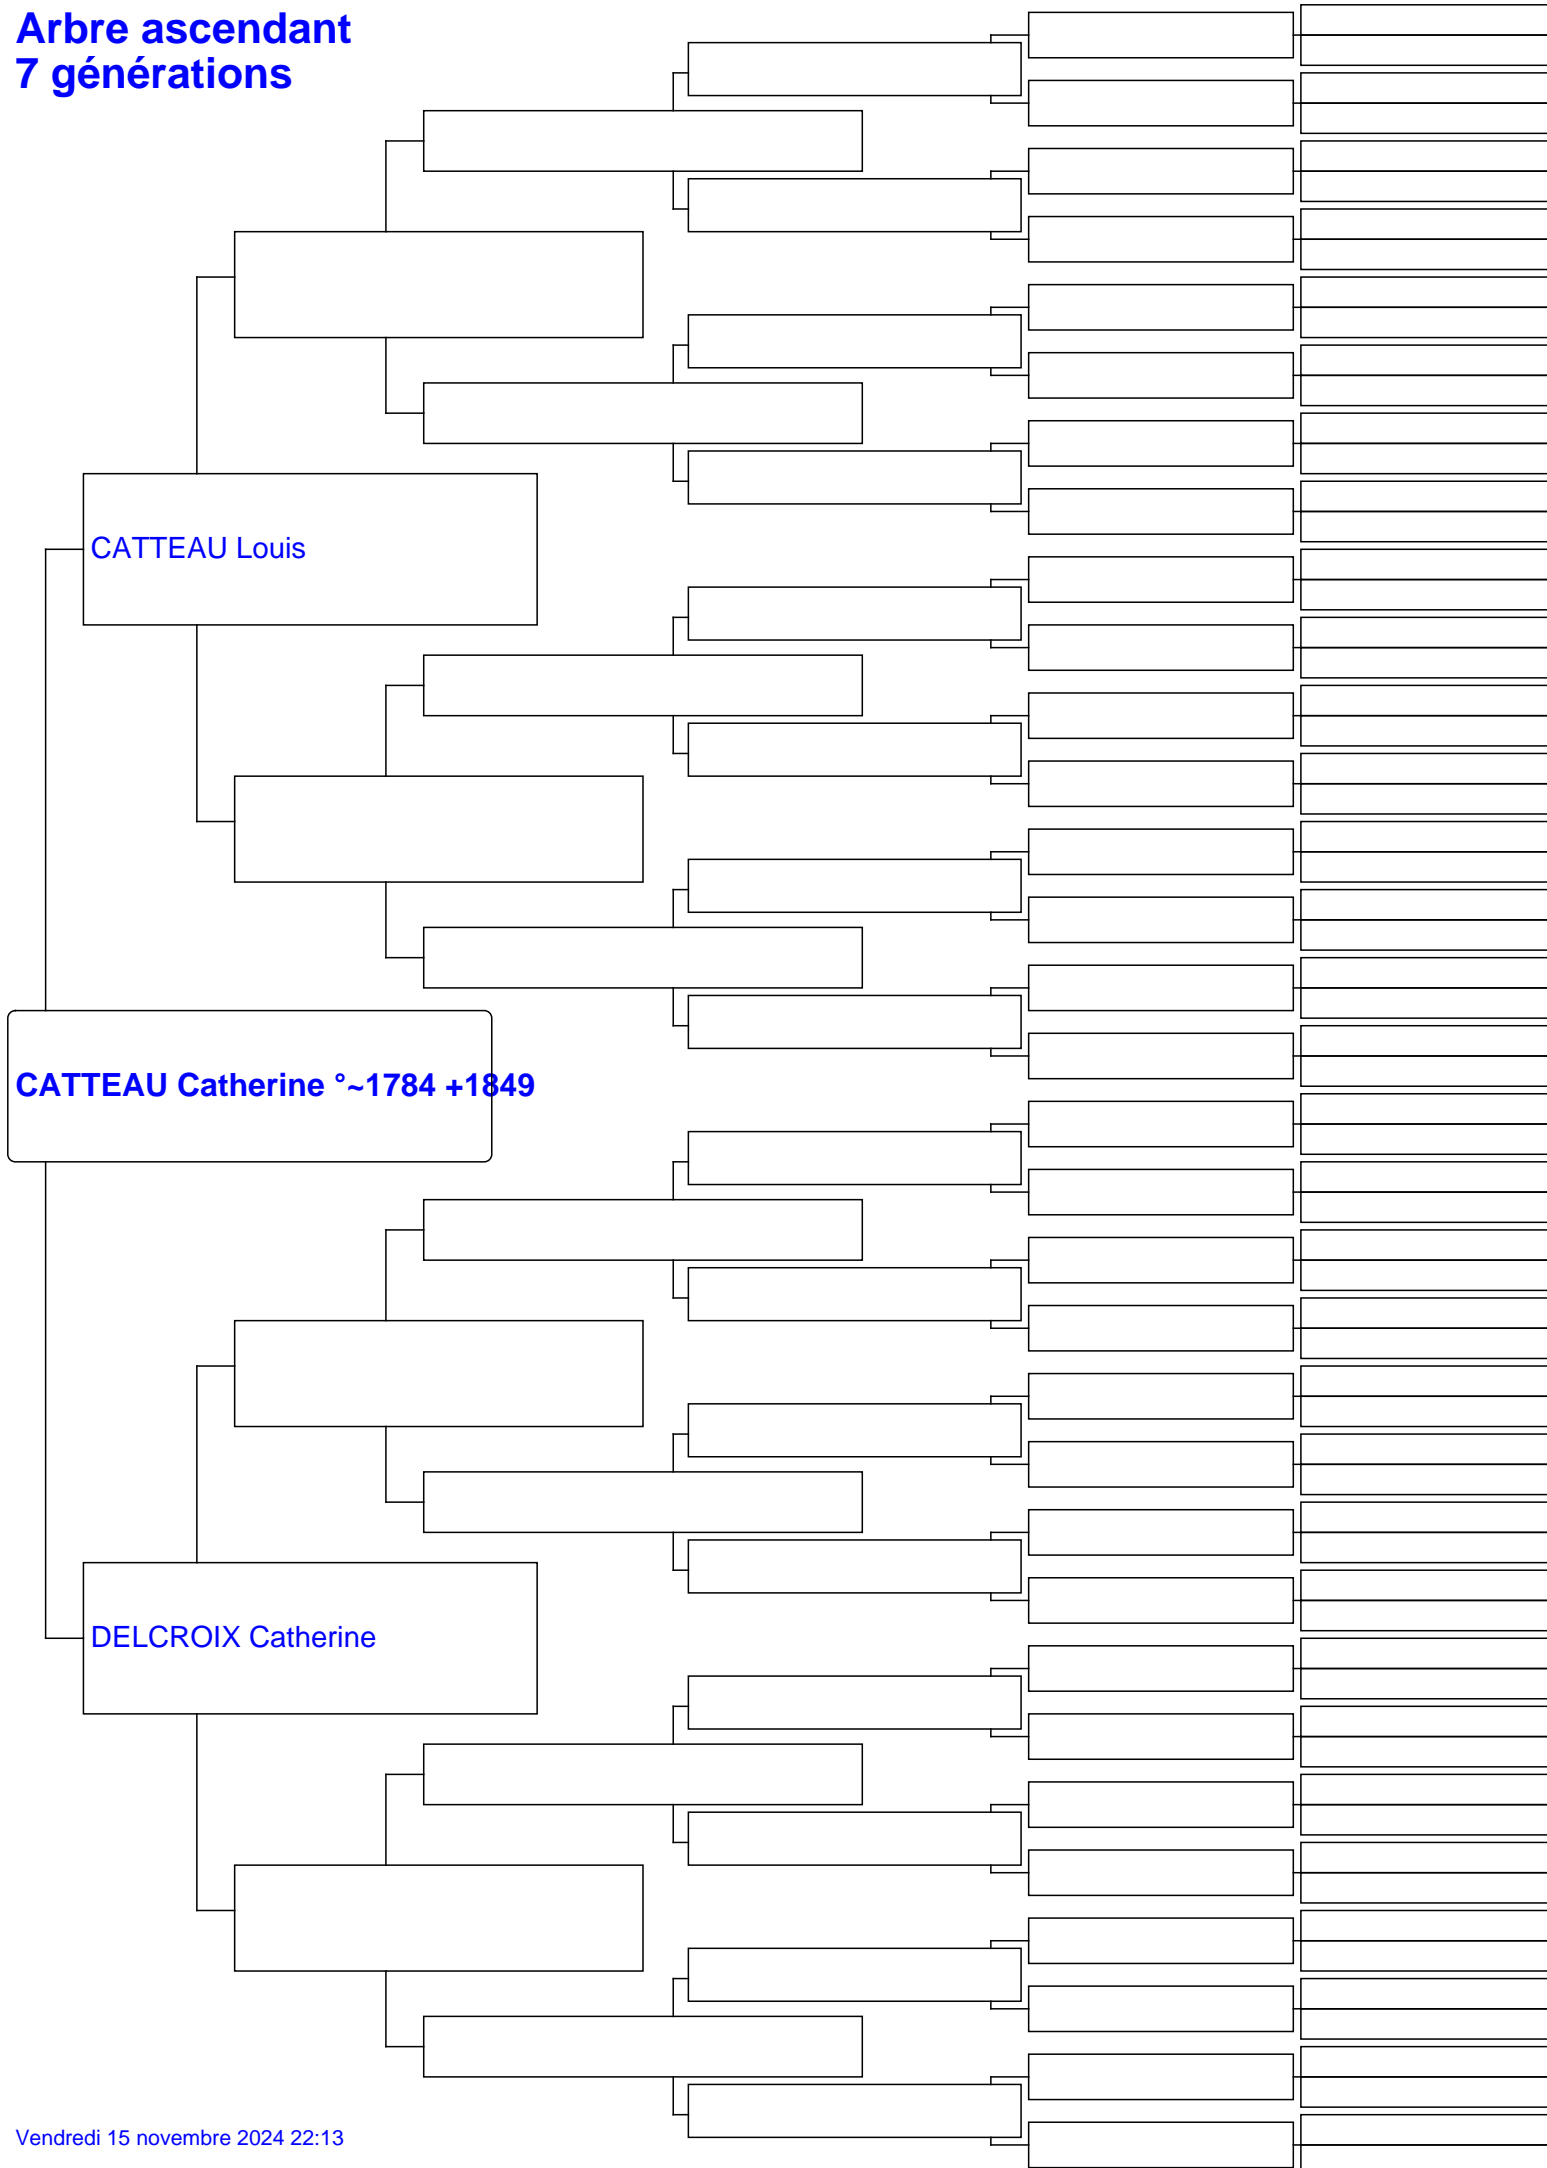 Arbre ascendant
7 générations
CATTEAU Louis
CATTEAU Catherine °~1784 +1849
DELCROIX Catherine
Vendredi 15 novembre 2024 22:13